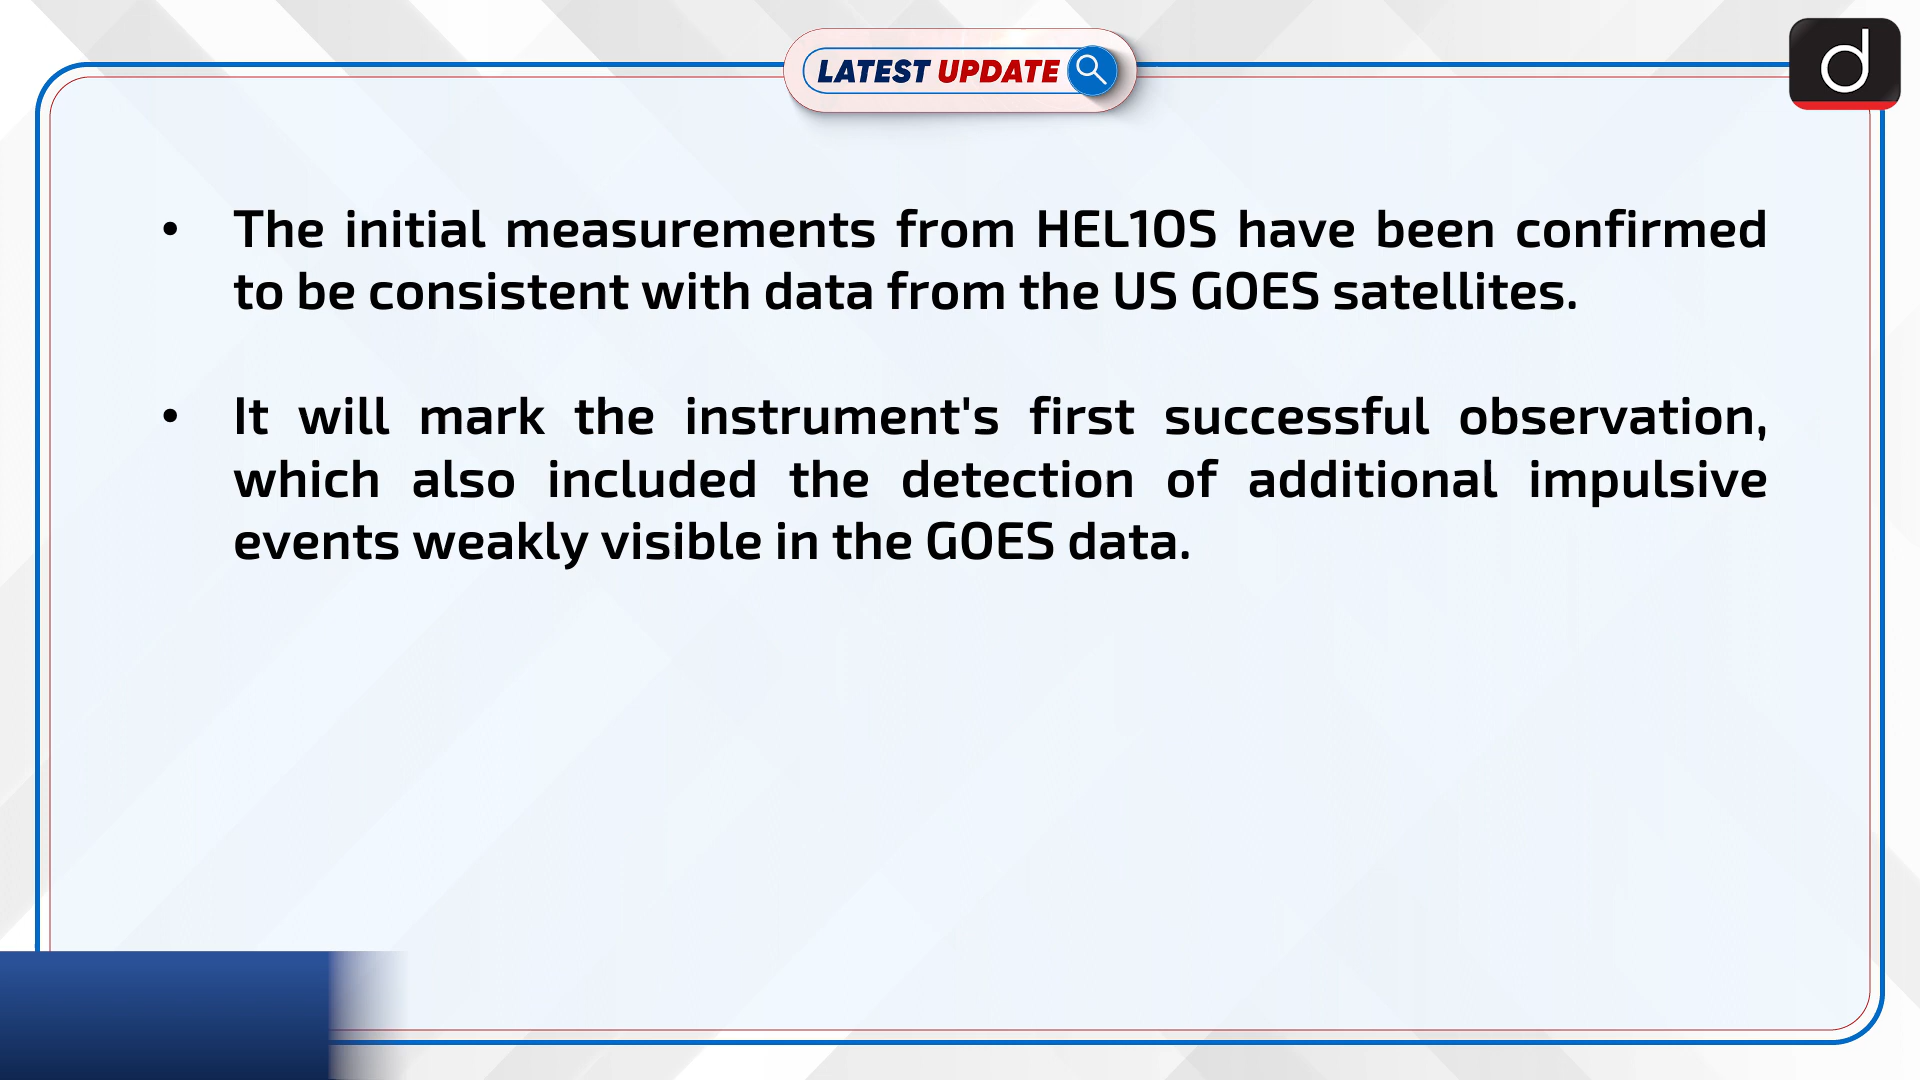 LATEST UPDATE
d
• The initial measurements from HEL1OS have been confirmed
to be consistent with data from the US GOES satellites.
• It will mark the instrument's first successful observation,
which also included the detection of additional impulsive
events weakly visible in the GOES data.